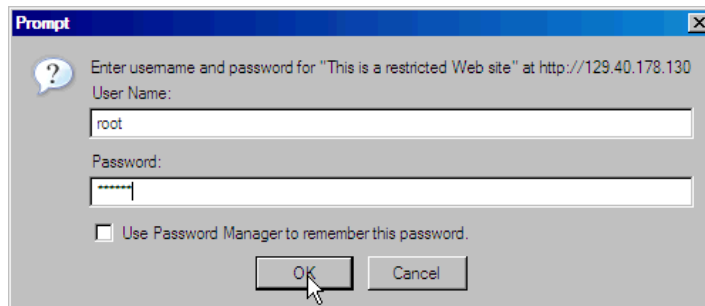 Prompt
Enter username and password for "This is a restricted Web site" at http://129.40.178.130
User Name:
root
Password:
******
Use Password Manager to remember this password.
OK Cancel